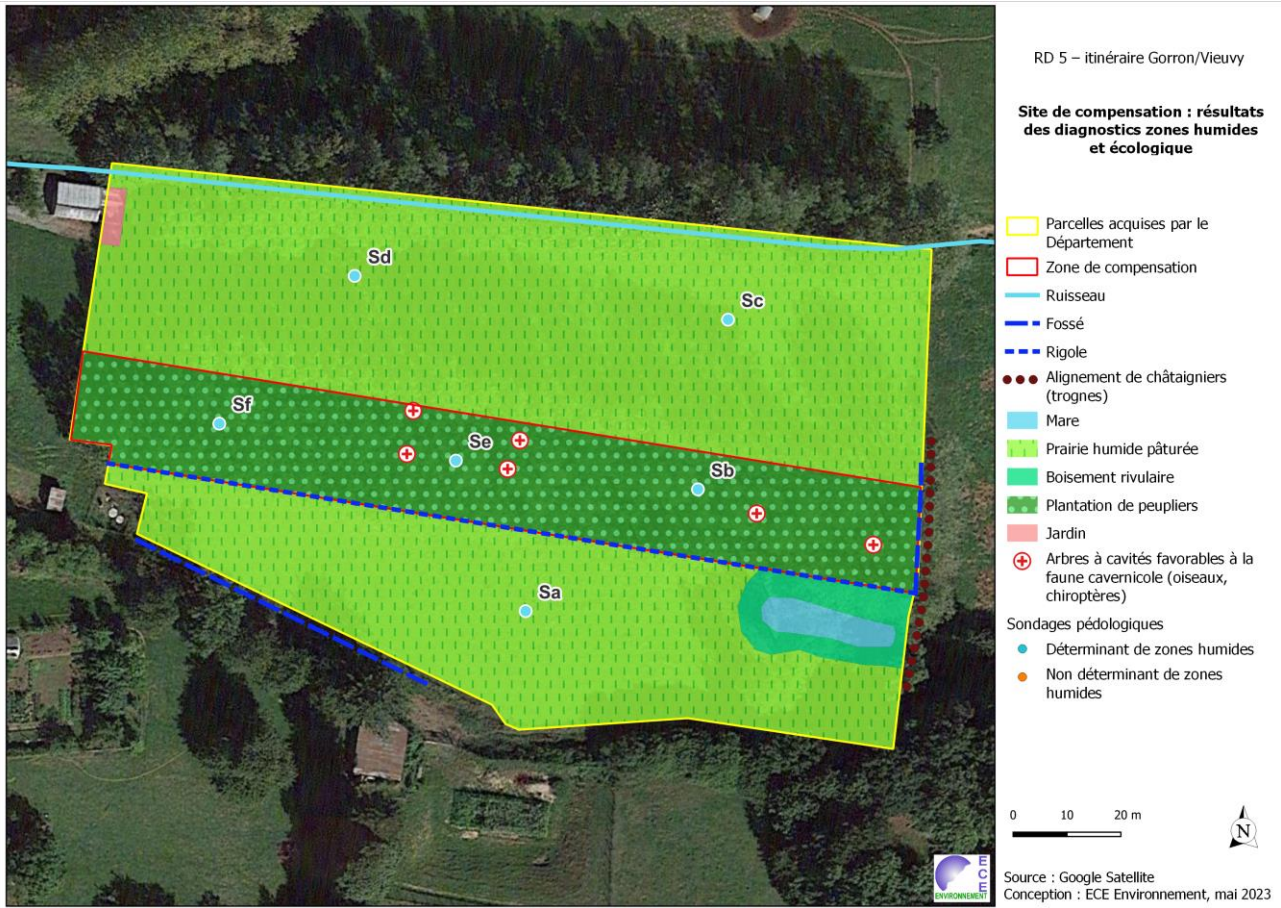 RD 5 – itinéraire Gorron/Vieuvy
Site de compensation : résultats
des diagnostics zones humides
et écologique
Parcelles acquises par le
Département
Zone de compensation
Ruisseau
Fossé
Rigole
Alignement de châtaigniers
(trognes)
Mare
Prairie humide pâturée
Boisement rivulaire
Plantation de peupliers
Jardin
Arbres à cavités favorables à la
faune cavernicole (oiseaux,
chiroptères)
Sondages pédologiques
Déterminant de zones humides
Non déterminant de zones
humides
0 10 20 m
N
Source : Google Satellite
Conception : ECE Environnement, mai 2023
Sd
Sc
Sf
Se
Sb
Sa
ECE
ENVIRONNEMENT